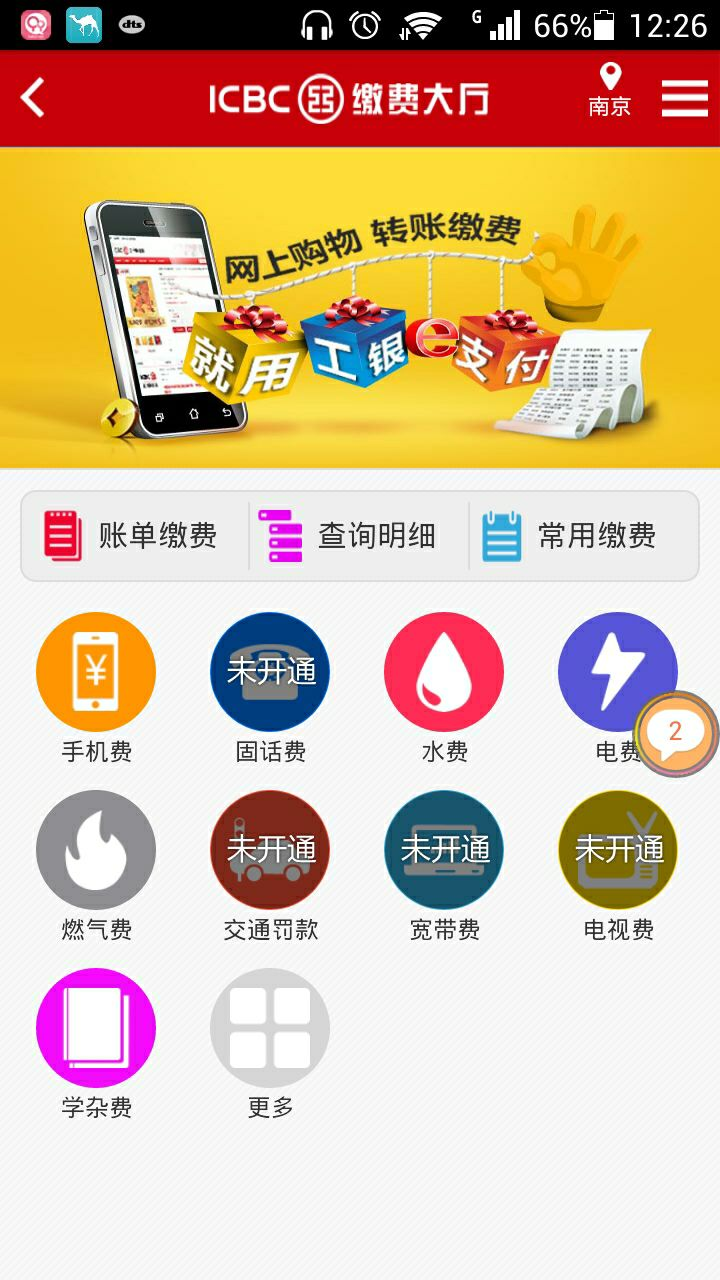 dts
G
66%
12:26
ICBC 缴费大厅
南京
网上购物 转账缴费
就用工银e支付
账单缴费
查询明细
常用缴费
¥
未开通
手机费
固话费
水费
电费
2
未开通
未开通
未开通
燃气费
交通罚款
宽带费
电视费
学杂费
更多